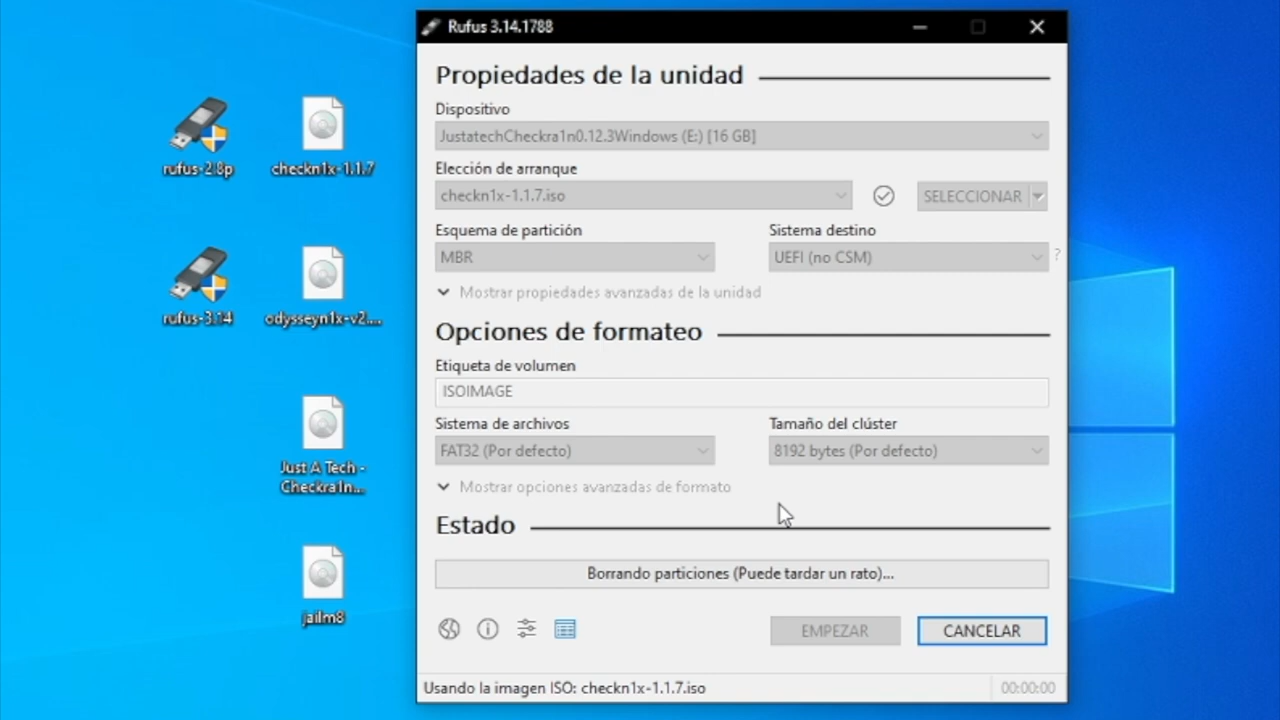 Rufus 3.14.1788
Propiedades de la unidad
Dispositivo
JustatechCheckra1n0.12.3Windows (E:) [16 GB]
Elección de arranque
checkn1x-1.1.7.iso
SELECCIONAR
Esquema de partición
Sistema destino
MBR
UEFI (no CSM)
?
Mostrar propiedades avanzadas de la unidad
Opciones de formateo
Etiqueta de volumen
ISOIMAGE
Sistema de archivos
Tamaño del clúster
FAT32 (Por defecto)
8192 bytes (Por defecto)
Mostrar opciones avanzadas de formato
Estado
Borrando particiones (Puede tardar un rato)...
EMPEZAR
CANCELAR
Usando la imagen ISO: checkn1x-1.1.7.iso
00:00:00
rufus-2.8p
checkn1x-1.1.7
rufus-3.14
odysseyn1x-v2....
Just A Tech -
Checkra1n...
jailm8